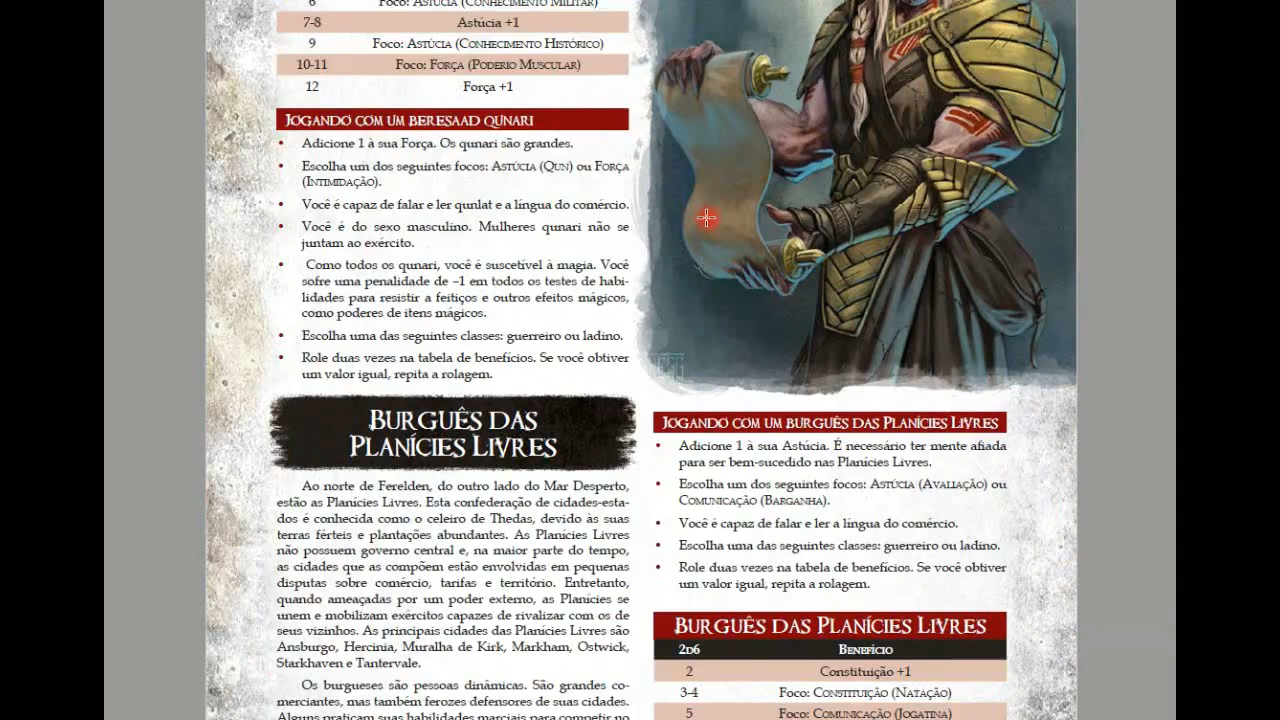 6 Foco: Astúcia (Conhecimento Militar)
7-8 Astúcia +1
9 Foco: Astúcia (Conhecimento Histórico)
10-11 Foco: Força (Poderio Muscular)
12 Força +1
Jogando com um beresaad qunari
• Adicione 1 à sua Força. Os qunari são grandes.
• Escolha um dos seguintes focos: Astúcia (Qun) ou Força
(Intimidação).
• Você é capaz de falar e ler qunlat e a língua do comércio.
• Você é do sexo masculino. Mulheres qunari não se
juntam ao exército.
• Como todos os qunari, você é suscetível à magia. Você
sofre uma penalidade de –1 em todos os testes de habi-
lidades para resistir a feitiços e outros efeitos mágicos,
como poderes de itens mágicos.
• Escolha uma das seguintes classes: guerreiro ou ladino.
• Role duas vezes na tabela de benefícios. Se você obtiver
um valor igual, repita a rolagem.
Burguês das
Planícies Livres
Ao norte de Ferelden, do outro lado do Mar Desperto,
estão as Planícies Livres. Esta confederação de cidades-esta-
dos é conhecida como o celeiro de Thedas, devido às suas
terras férteis e plantações abundantes. As Planícies Livres
não possuem governo central e, na maior parte do tempo,
as cidades que as compõem estão envolvidas em pequenas
disputas sobre comércio, tarifas e território. Entretanto,
quando ameaçadas por um poder externo, as Planícies se
unem e mobilizam exércitos capazes de rivalizar com os de
seus vizinhos. As principais cidades das Planícies Livres são
Ansburgo, Hercinia, Muralha de Kirk, Markham, Ostwick,
Starkhaven e Tantervale.
Os burgueses são pessoas dinâmicas. São grandes co-
merciantes, mas também ferozes defensores de suas cidades.
Alguns praticam suas habilidades marciais para competir no
Jogando com um burguês das Planícies Livres
• Adicione 1 à sua Astúcia. É necessário ter mente afiada
para ser bem-sucedido nas Planícies Livres.
• Escolha um dos seguintes focos: Astúcia (Avaliação) ou
Comunicação (Barganha).
• Você é capaz de falar e ler a língua do comércio.
• Escolha uma das seguintes classes: guerreiro ou ladino.
• Role duas vezes na tabela de benefícios. Se você obtiver
um valor igual, repita a rolagem.
Burguês das Planícies Livres
2d6 Benefício
2 Constituição +1
3-4 Foco: Constituição (Natação)
5 Foco: Comunicação (Jogatina)